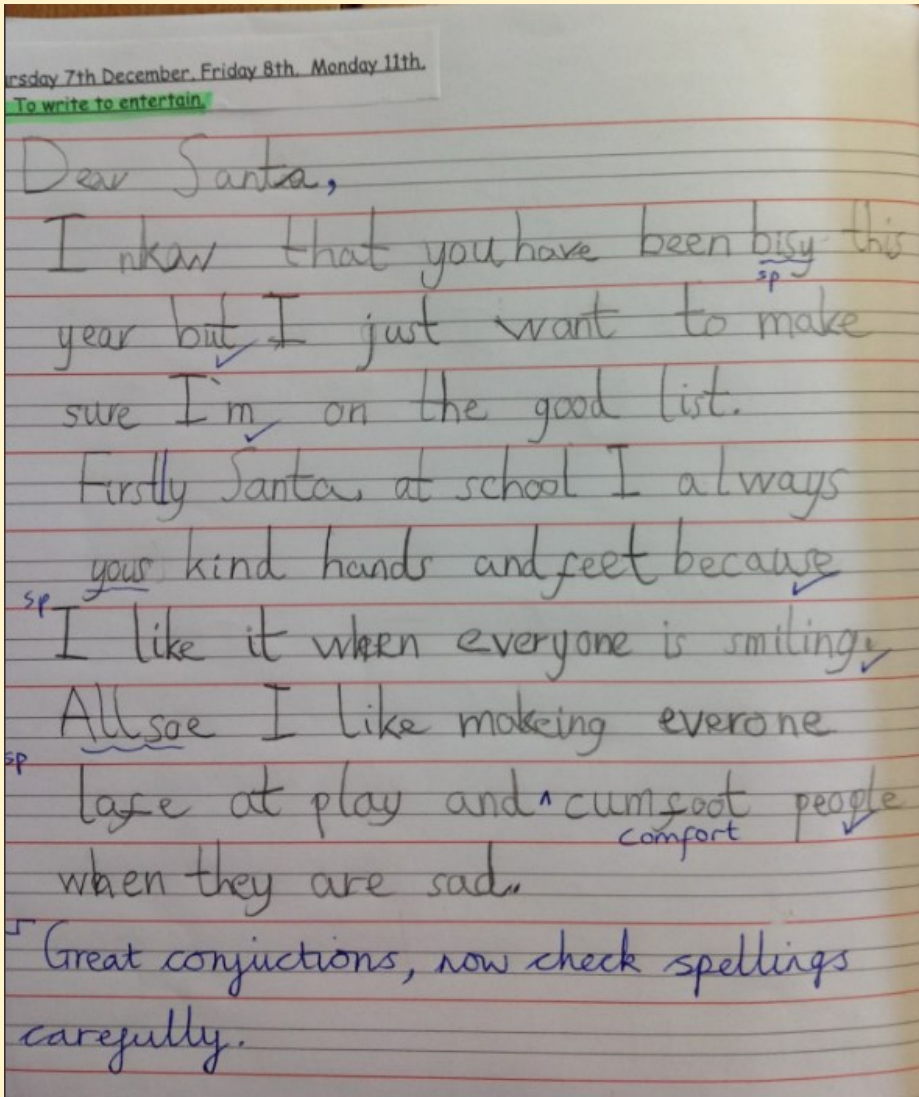 rsday 7th December. Friday 8th. Monday 11th.
To write to entertain.
Dear Santa,
I nkaw that you have been bisy this
sp
year but I just want to make
sure I'm on the good list.
Firstly Santa, at school I always
yous kind hands and feet because
sp
I like it when everyone is smiling.
Allsoe I like makeing everone
sp
lafe at play and ^ cumfoot people
comfort
when they are sad.
Great conjuctions, now check spellings
carefully.